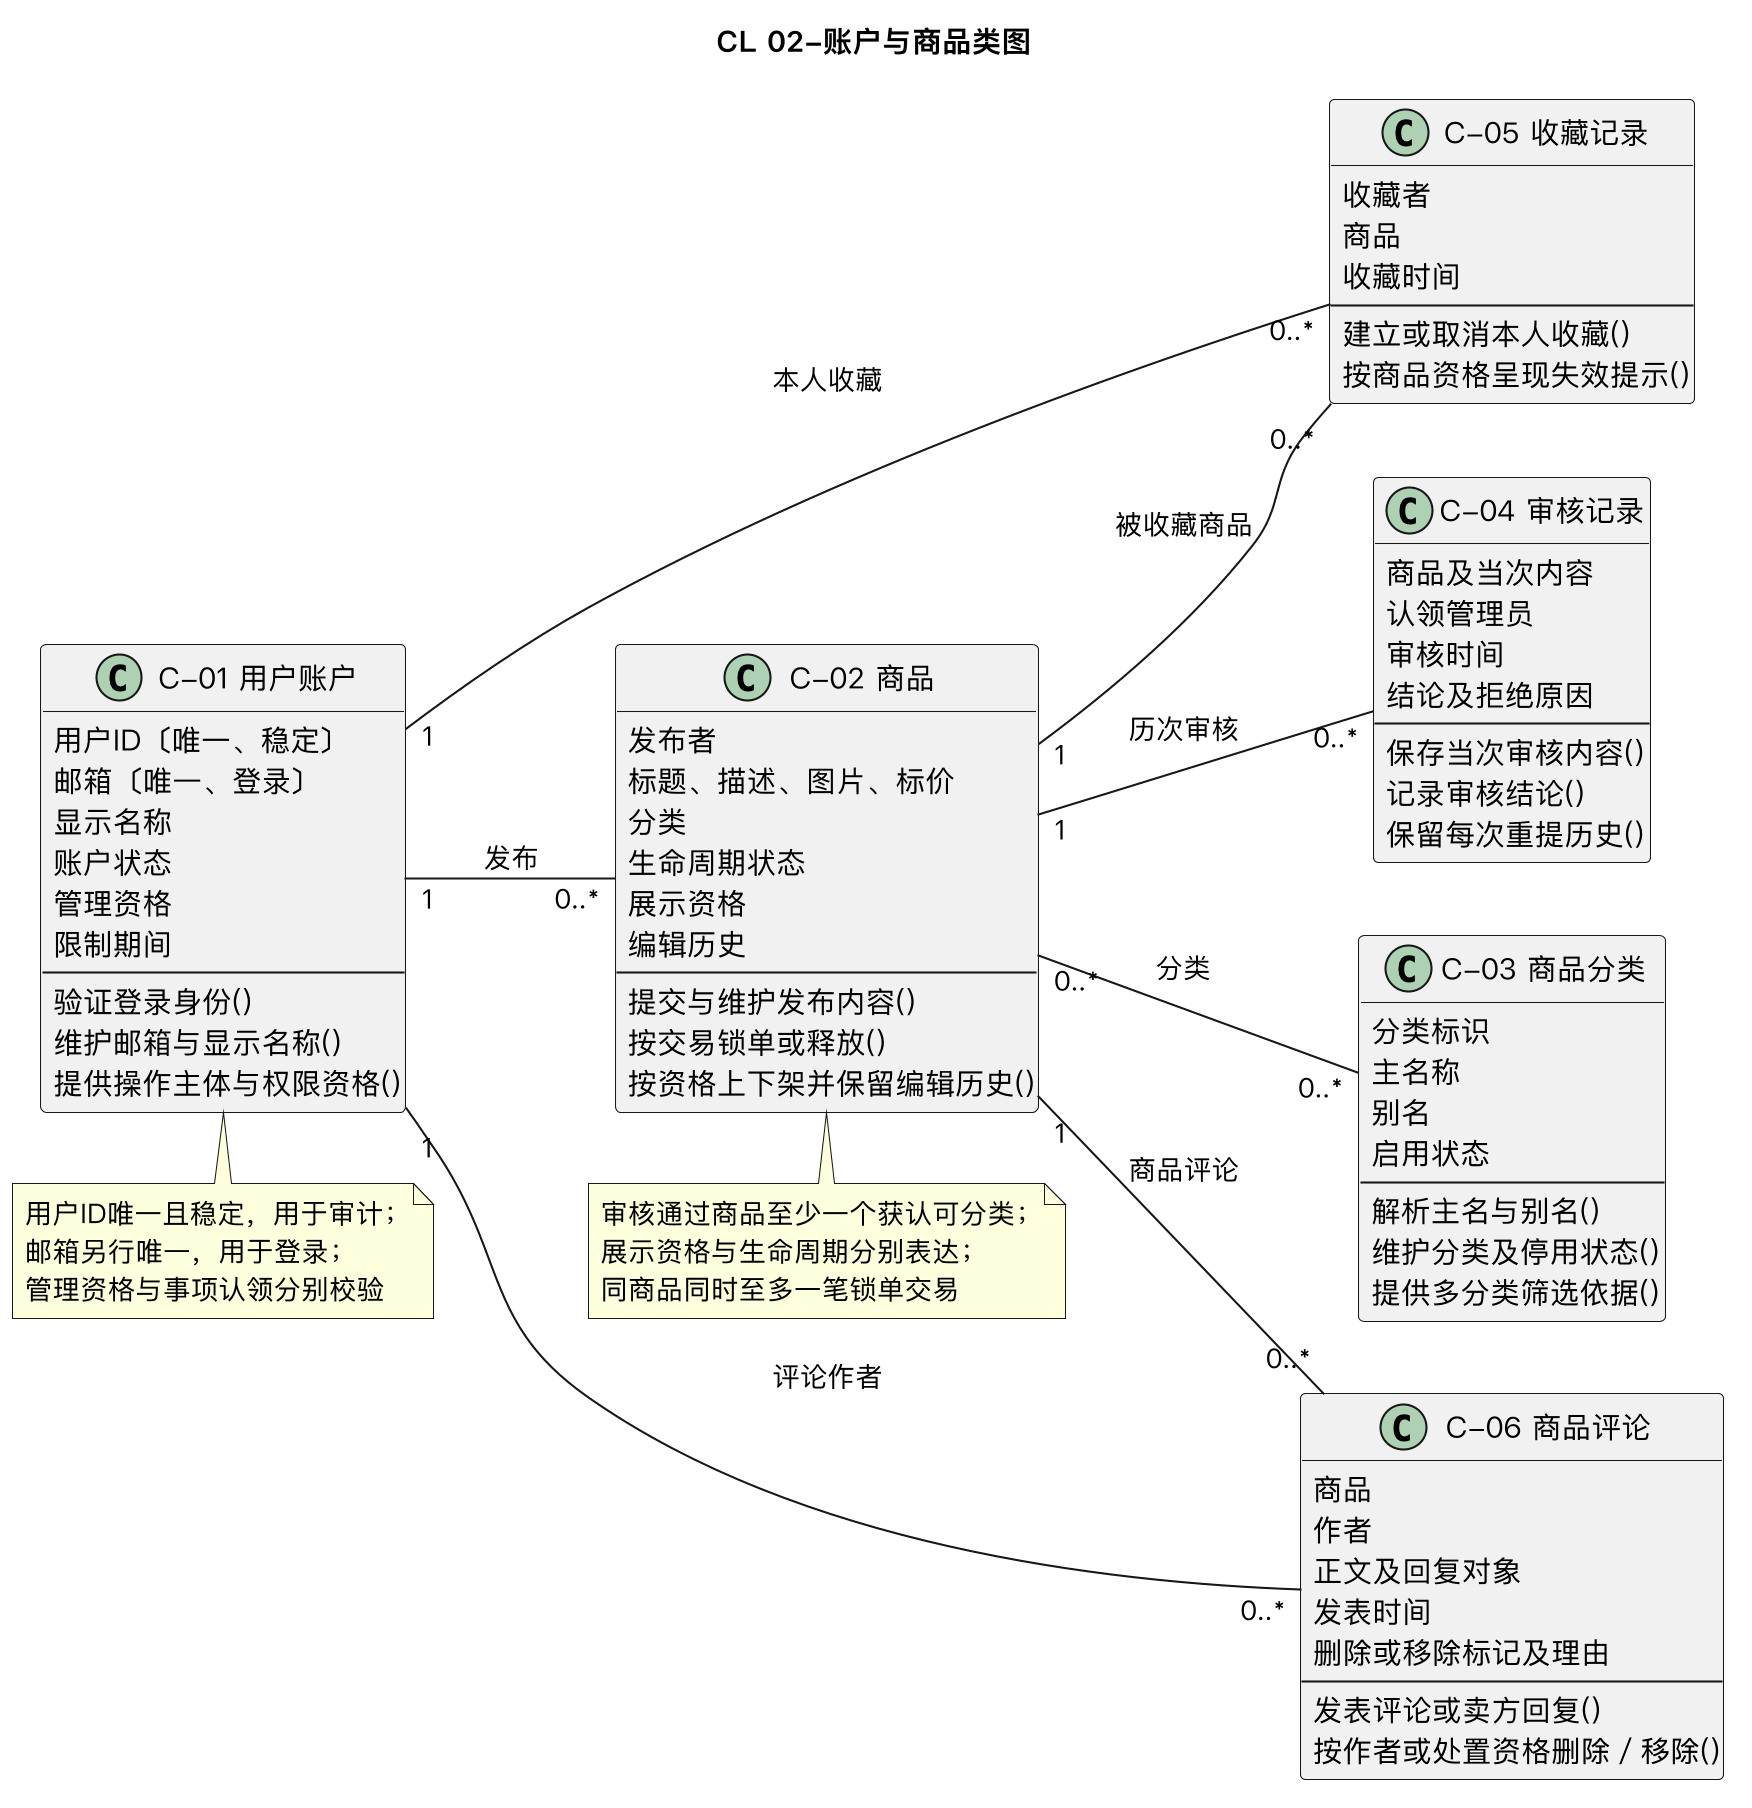 CL 02–账户与商品类图
C
C–05 收藏记录
收藏者
商品
收藏时间
建立或取消本人收藏()
按商品资格呈现失效提示()
0..*
本人收藏
1
0..*
被收藏商品
1
C
C–04 审核记录
商品及当次内容
认领管理员
审核时间
结论及拒绝原因
保存当次审核内容()
记录审核结论()
保留每次重提历史()
历次审核
0..*
1
C
C–01 用户账户
用户ID〔唯一、稳定〕
邮箱〔唯一、登录〕
显示名称
账户状态
管理资格
限制期间
验证登录身份()
维护邮箱与显示名称()
提供操作主体与权限资格()
发布
1
0..*
C
C–02 商品
发布者
标题、描述、图片、标价
分类
生命周期状态
展示资格
编辑历史
提交与维护发布内容()
按交易锁单或释放()
按资格上下架并保留编辑历史()
分类
0..*
0..*
C
C–03 商品分类
分类标识
主名称
别名
启用状态
解析主名与别名()
维护分类及停用状态()
提供多分类筛选依据()
1
商品评论
0..*
1
用户ID唯一且稳定，用于审计；
邮箱另行唯一，用于登录；
管理资格与事项认领分别校验
审核通过商品至少一个获认可分类；
展示资格与生命周期分别表达；
同商品同时至多一笔锁单交易
评论作者
0..*
C
C–06 商品评论
商品
作者
正文及回复对象
发表时间
删除或移除标记及理由
发表评论或卖方回复()
按作者或处置资格删除 / 移除()